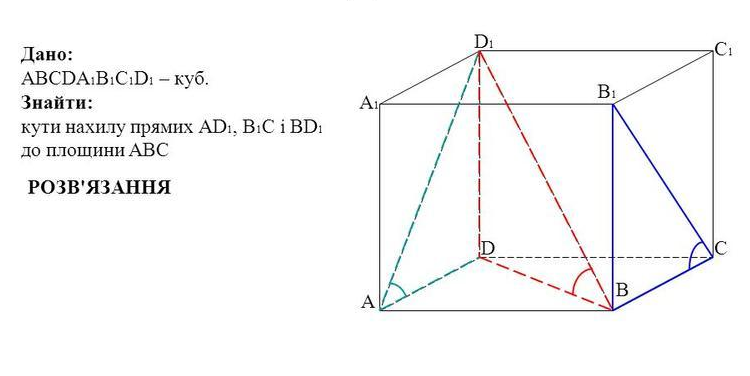 Дано:
ABCDA₁B₁C₁D₁ – куб.
Знайти:
кути нахилу прямих AD₁, B₁C і BD₁
до площини ABC
РОЗВ'ЯЗАННЯ
D₁
C₁
A₁
B₁
D
C
A
B